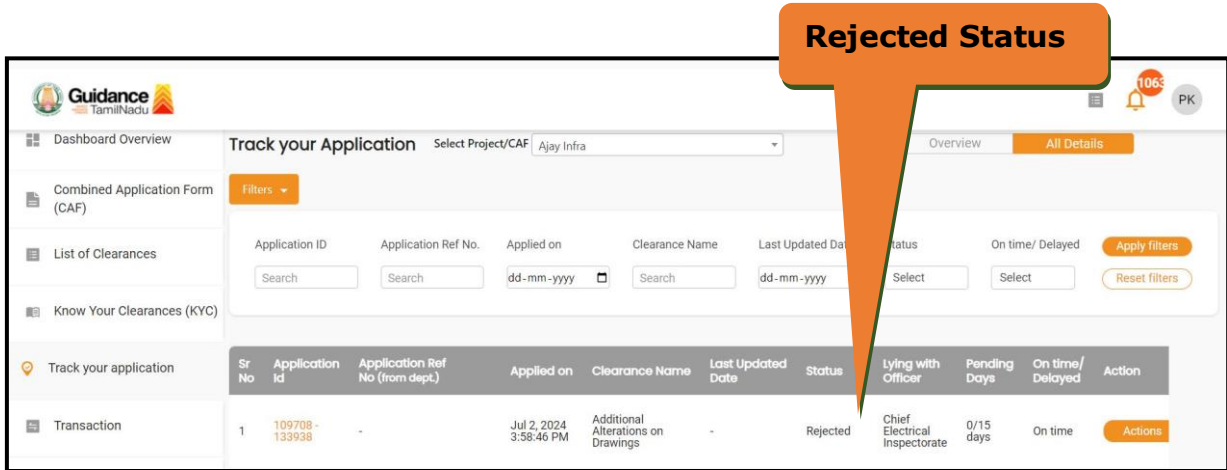 Rejected Status
Guidance
TamilNadu
1063
PK
Dashboard Overview
Track your Application
Select Project/CAF
Ajay Infra
Overview
All Details
Combined Application Form
(CAF)
Filters
List of Clearances
Application ID
Application Ref No.
Applied on
Clearance Name
Last Updated Dat
Status
On time/ Delayed
Apply filters
Search
Search
dd-mm-yyyy
Search
dd-mm-yyyy
Select
Select
Reset filters
Know Your Clearances (KYC)
Track your application
Sr
No
Application
Id
Application Ref
No (from dept.)
Applied on
Clearance Name
Last Updated
Date
Status
Lying with
Officer
Pending
Days
On time/
Delayed
Action
Transaction
1
109708 -
133938
-
Jul 2, 2024
3:58:46 PM
Additional
Alterations on
Drawings
-
Rejected
Chief
Electrical
Inspectorate
0/15
days
On time
Actions